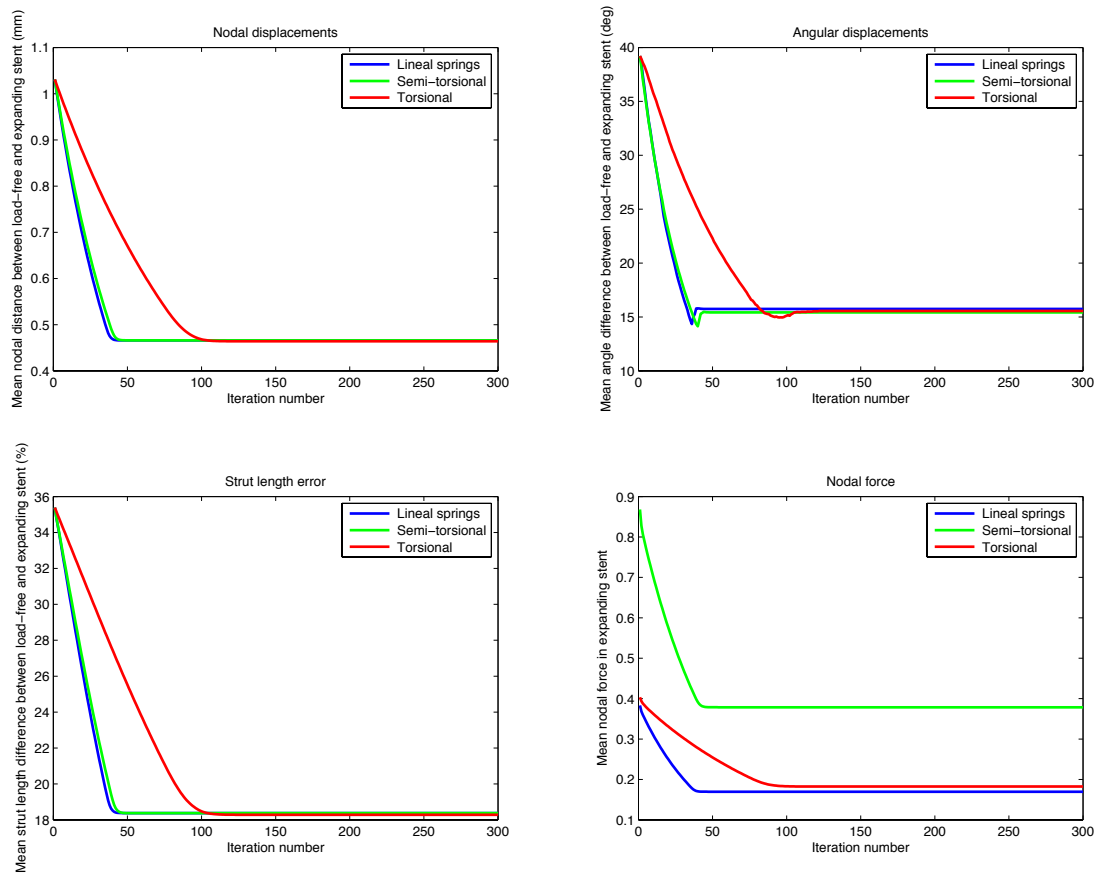 Nodal displacements
Mean nodal distance between load-free and expanding stent (mm)
1.1
1
0.9
0.8
0.7
0.6
0.5
0.4
0 50 100 150 200 250 300
Iteration number
Lineal springs
Semi-torsional
Torsional
Angular displacements
Mean angle difference between load-free and expanding stent (deg)
40
35
30
25
20
15
10
0 50 100 150 200 250 300
Iteration number
Lineal springs
Semi-torsional
Torsional
Strut length error
Mean strut length difference between load-free and expanding stent (%)
36
34
32
30
28
26
24
22
20
18
0 50 100 150 200 250 300
Iteration number
Lineal springs
Semi-torsional
Torsional
Nodal force
Mean nodal force in expanding stent
0.9
0.8
0.7
0.6
0.5
0.4
0.3
0.2
0.1
0 50 100 150 200 250 300
Iteration number
Lineal springs
Semi-torsional
Torsional